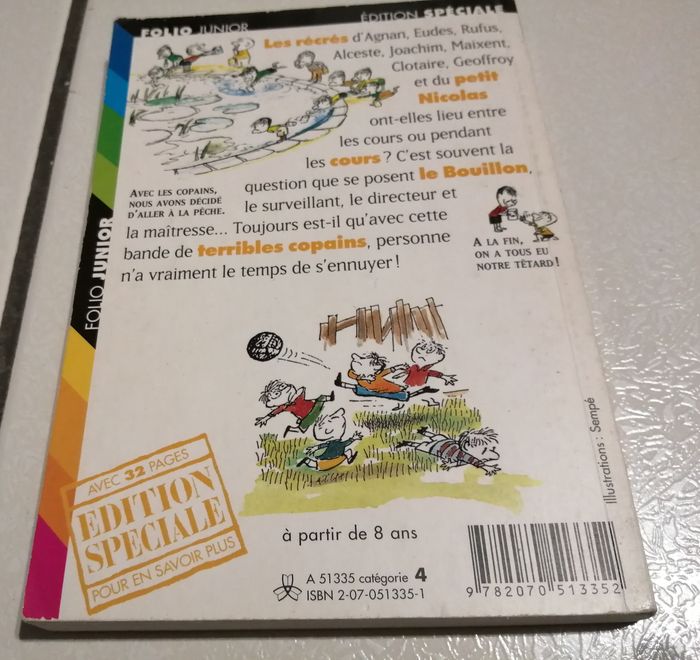 FOLIO JUNIOR
ÉDITION SPÉCIALE
Les récrés d'Agnan, Eudes, Rufus,
Alceste, Joachim, Maixent,
Clotaire, Geoffroy
et du petit
Nicolas
ont-elles lieu entre
les cours ou pendant
les cours ? C'est souvent la
question que se posent le Bouillon,
le surveillant, le directeur et
la maîtresse... Toujours est-il qu'avec cette
bande de terribles copains, personne
n'a vraiment le temps de s'ennuyer !
AVEC LES COPAINS,
NOUS AVONS DÉCIDÉ
D'ALLER À LA PÊCHE.
A LA FIN,
ON A TOUS EU
NOTRE TÊTARD !
FOLIO JUNIOR
Illustrations : Sempé
AVEC 32 PAGES
EDITION
SPECIALE
POUR EN SAVOIR PLUS
à partir de 8 ans
A 51335 catégorie 4
ISBN 2-07-051335-1
9 782070 513352